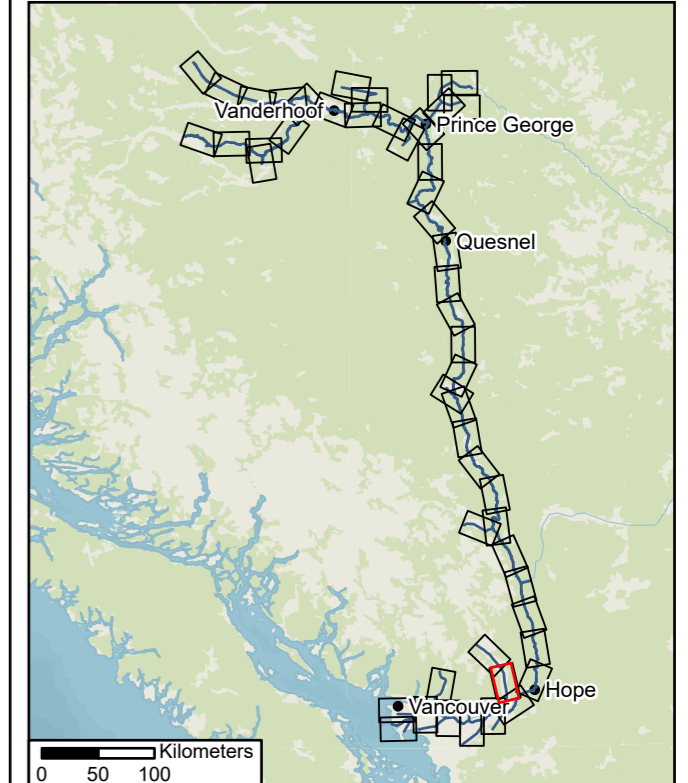 Vanderhoof
Prince George
Quesnel
Hope
Vancouver
Kilometers
0 50 100